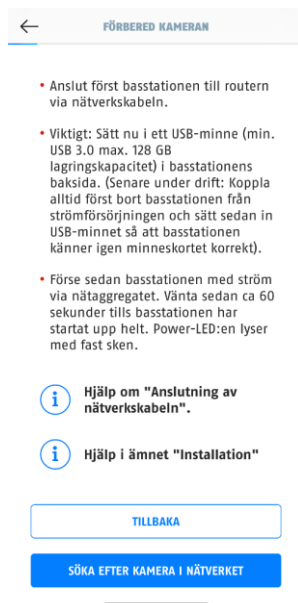 FÖRBERED KAMERAN
• Anslut först basstationen till routern
via nätverkskabeln.
• Viktigt: Sätt nu i ett USB-minne (min.
USB 3.0 max. 128 GB
lagringskapacitet) i basstationens
baksida. (Senare under drift: Koppla
alltid först bort basstationen från
strömförsörjningen och sätt sedan in
USB-minnet så att basstationen
känner igen minneskortet korrekt).
• Förse sedan basstationen med ström
via nätaggregatet. Vänta sedan ca 60
sekunder tills basstationen har
startat upp helt. Power-LED:en lyser
med fast sken.
Hjälp om "Anslutning av
nätverkskabeln".
Hjälp i ämnet "Installation"
TILLBAKA
SÖKA EFTER KAMERA I NÄTVERKET